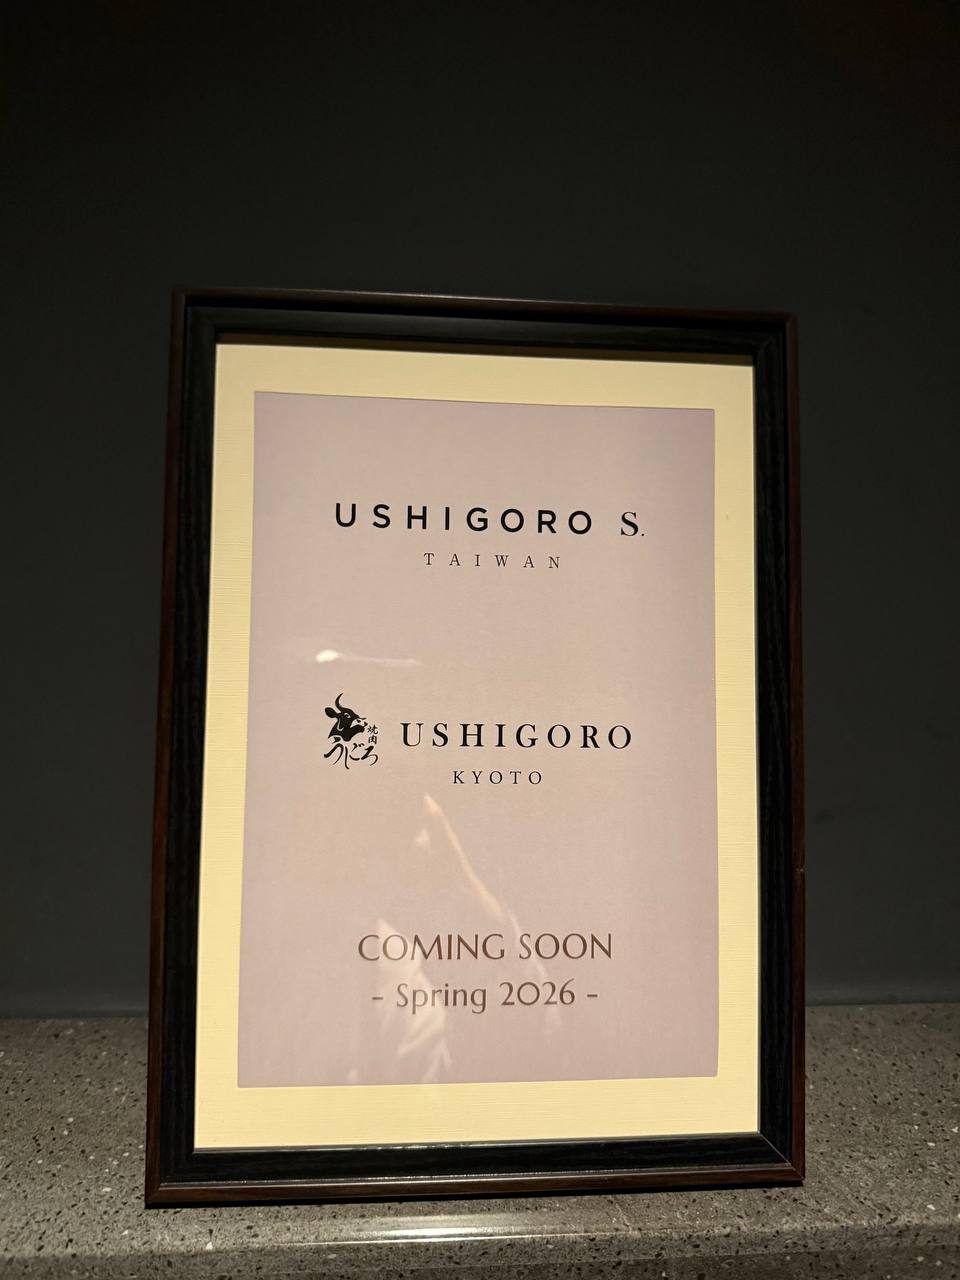 USHIGORO S.
TAIWAN
焼肉
うしごろ
USHIGORO
KYOTO
COMING SOON
- Spring 2026 -